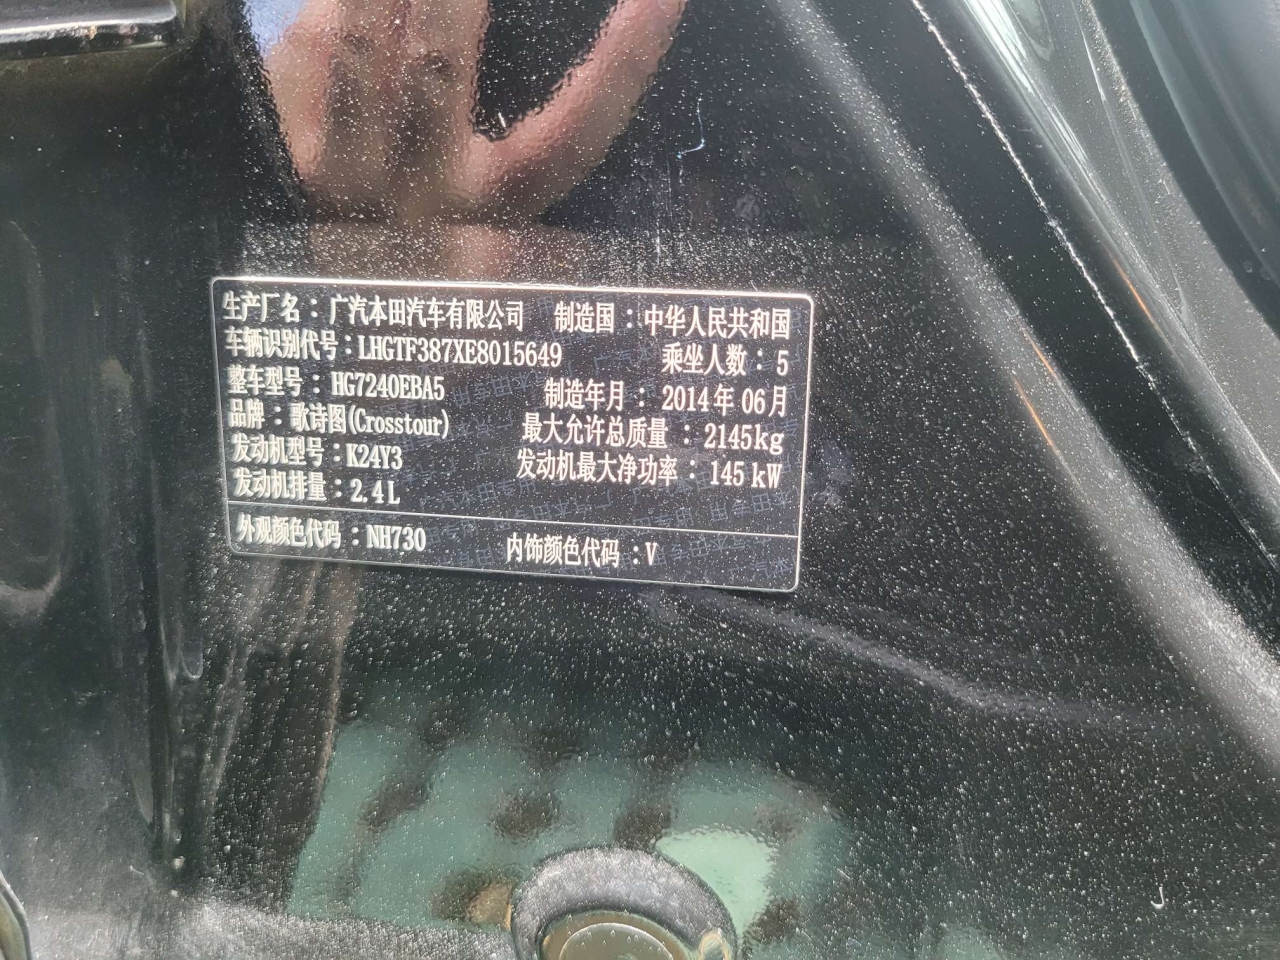 生产厂名：广汽本田汽车有限公司 制造国：中华人民共和国
车辆识别代号：LHGTF387XE8015649 乘坐人数：5
整车型号：HG7240EBA5 制造年月：2014年06月
品牌：歌诗图(Crosstour) 最大允许总质量：2145kg
发动机型号：K24Y3 发动机最大净功率：145kW
发动机排量：2.4L
外观颜色代码：NH730 内饰颜色代码：V